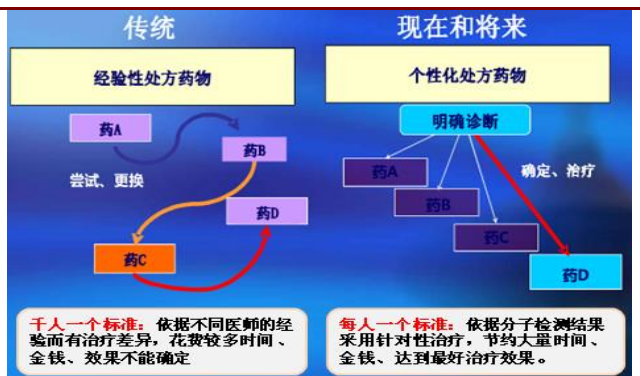 传统
经验性处方药物
药A
药B
尝试、更换
药D
药C
千人一个标准：依据不同医师的经
验而有治疗差异，花费较多时间、
金钱、效果不能确定
现在和将来
个性化处方药物
明确诊断
药A
确定、治疗
药B
药C
药D
每人一个标准：依据分子检测结果
采用针对性治疗，节约大量时间、
金钱、达到最好治疗效果。